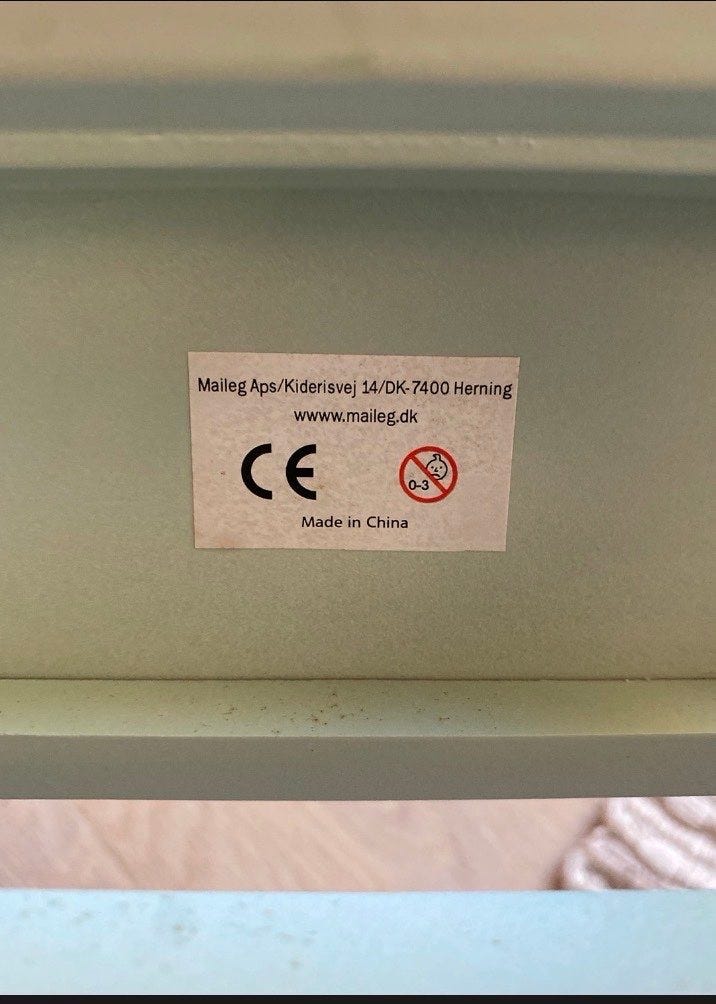 Maileg Aps/Kiderisvej 14/DK-7400 Herning
wwww.maileg.dk
CE
0-3
Made in China